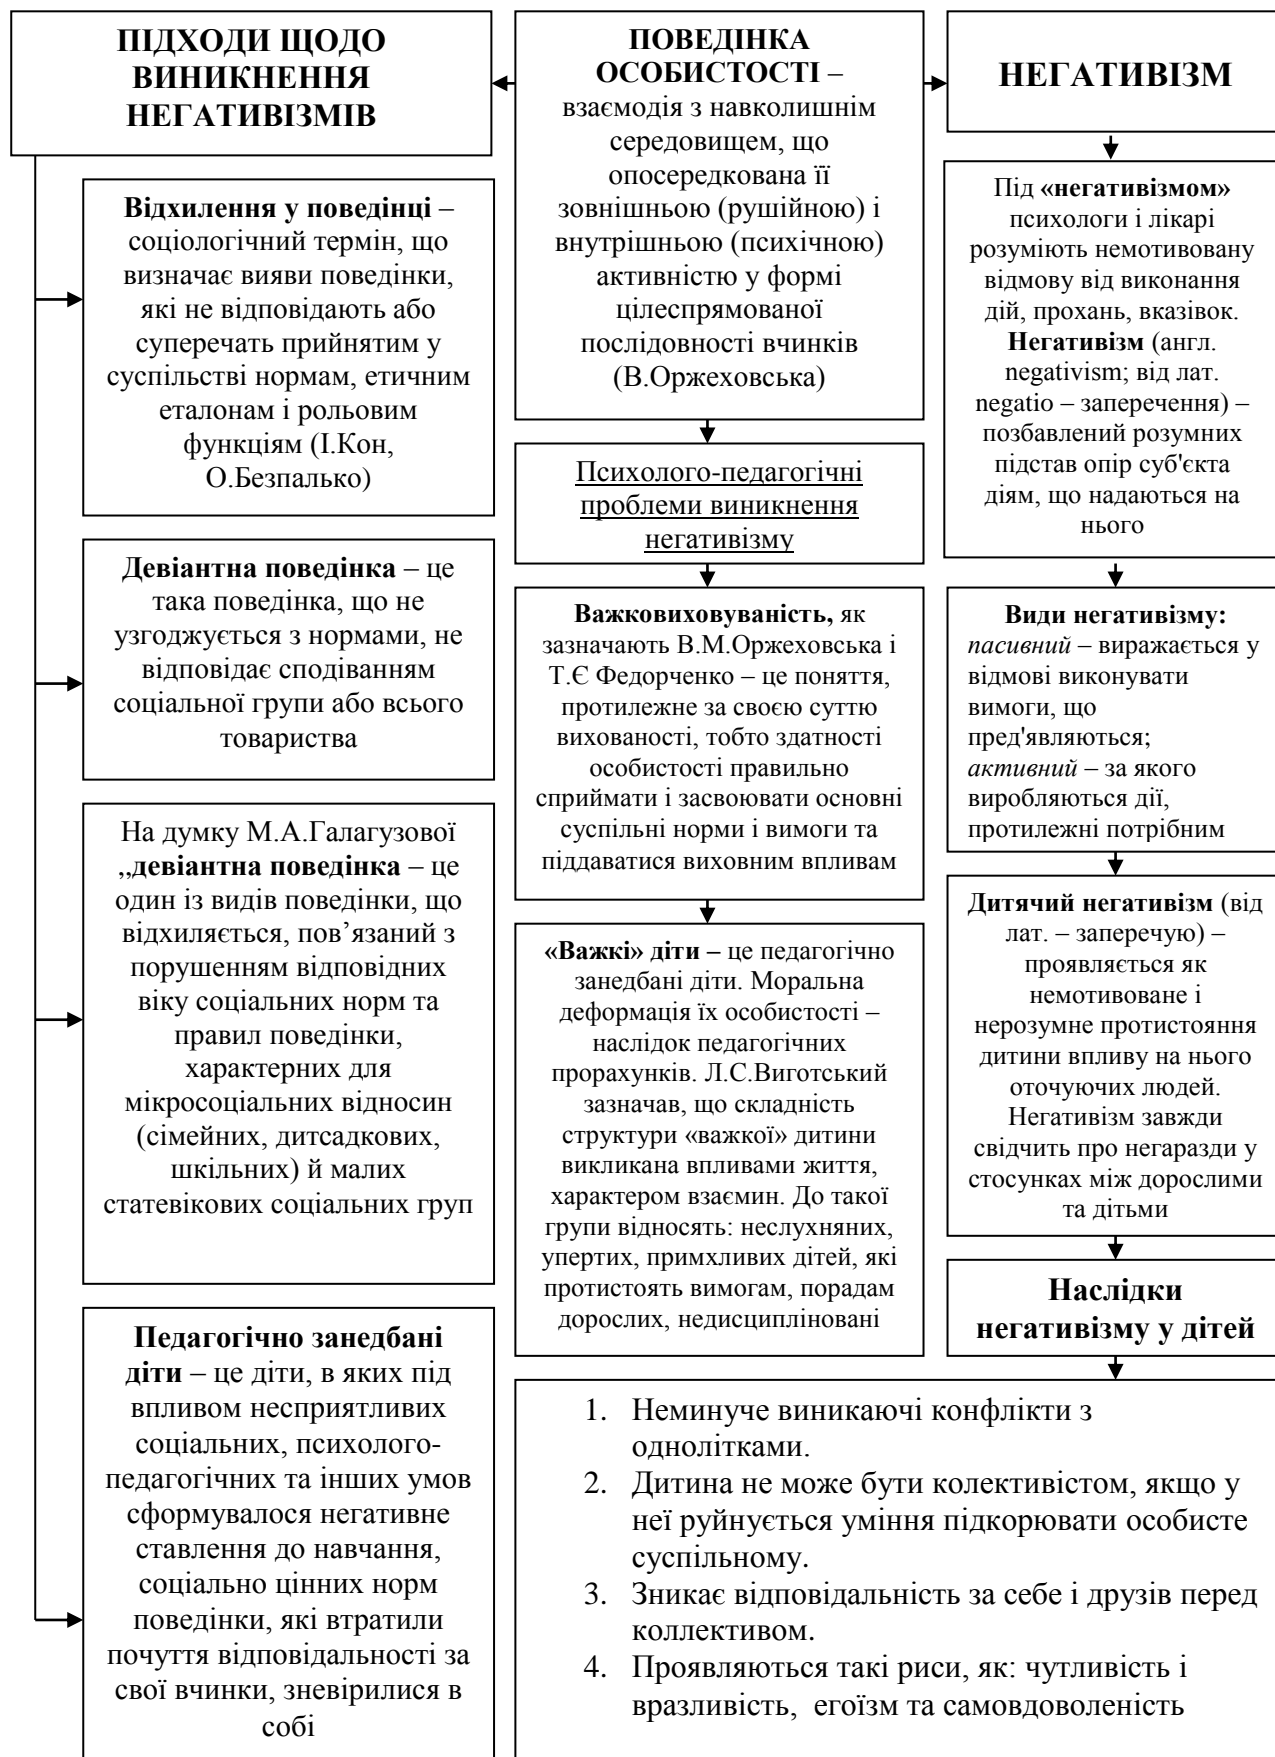 ПІДХОДИ ЩОДО
ВИНИКНЕННЯ
НЕГАТИВІЗМІВ
Відхилення у поведінці –
соціологічний термін, що
визначає вияви поведінки,
які не відповідають або
суперечать прийнятим у
суспільстві нормам, етичним
еталонам і рольовим
функціям (І.Кон,
О.Безпалько)
Девіантна поведінка – це
така поведінка, що не
узгоджується з нормами, не
відповідає сподіванням
соціальної групи або всього
товариства
На думку М.А.Галагузової
„девіантна поведінка – це
один із видів поведінки, що
відхиляється, пов’язаний з
порушенням відповідних
віку соціальних норм та
правил поведінки,
характерних для
мікросоціальних відносин
(сімейних, дитсадкових,
шкільних) й малих
статевікових соціальних груп
Педагогічно занедбані
діти – це діти, в яких під
впливом несприятливих
соціальних, психолого-
педагогічних та інших умов
сформувалося негативне
ставлення до навчання,
соціально цінних норм
поведінки, які втратили
почуття відповідальності за
свої вчинки, зневірилися в
собі
ПОВЕДІНКА
ОСОБИСТОСТІ –
взаємодія з навколишнім
середовищем, що
опосередкована її
зовнішньою (рушійною) і
внутрішньою (психічною)
активністю у формі
цілеспрямованої
послідовності вчинків
(В.Оржеховська)
Психолого-педагогічні
проблеми виникнення
негативізму
Важковиховуваність, як
зазначають В.М.Оржеховська і
Т.Є Федорченко – це поняття,
протилежне за своєю суттю
вихованості, тобто здатності
особистості правильно
сприймати і засвоювати основні
суспільні норми і вимоги та
піддаватися виховним впливам
«Важкі» діти – це педагогічно
занедбані діти. Моральна
деформація їх особистості –
наслідок педагогічних
прорахунків. Л.С.Виготський
зазначав, що складність
структури «важкої» дитини
викликана впливами життя,
характером взаємин. До такої
групи відносять: неслухняних,
упертих, примхливих дітей, які
протистоять вимогам, порадам
дорослих, недисципліновані
НЕГАТИВІЗМ
Під «негативізмом»
психологи і лікарі
розуміють немотивовану
відмову від виконання
дій, прохань, вказівок.
Негативізм (англ.
negativism; від лат.
negatio – заперечення) –
позбавлений розумних
підстав опір суб'єкта
діям, що надаються на
нього
Види негативізму:
пасивний – виражається у
відмові виконувати
вимоги, що
пред'являються;
активний – за якого
виробляються дії,
протилежні потрібним
Дитячий негативізм (від
лат. – заперечую) –
проявляється як
немотивоване і
нерозумне протистояння
дитини впливу на нього
оточуючих людей.
Негативізм завжди
свідчить про негаразди у
стосунках між дорослими
та дітьми
Наслідки
негативізму у дітей
1. Неминуче виникаючі конфлікти з
однолітками.
2. Дитина не може бути колективістом, якщо у
неї руйнується уміння підкорювати особисте
суспільному.
3. Зникає відповідальність за себе і друзів перед
коллективом.
4. Проявляються такі риси, як: чутливість і
вразливість, егоїзм та самовдоволеність